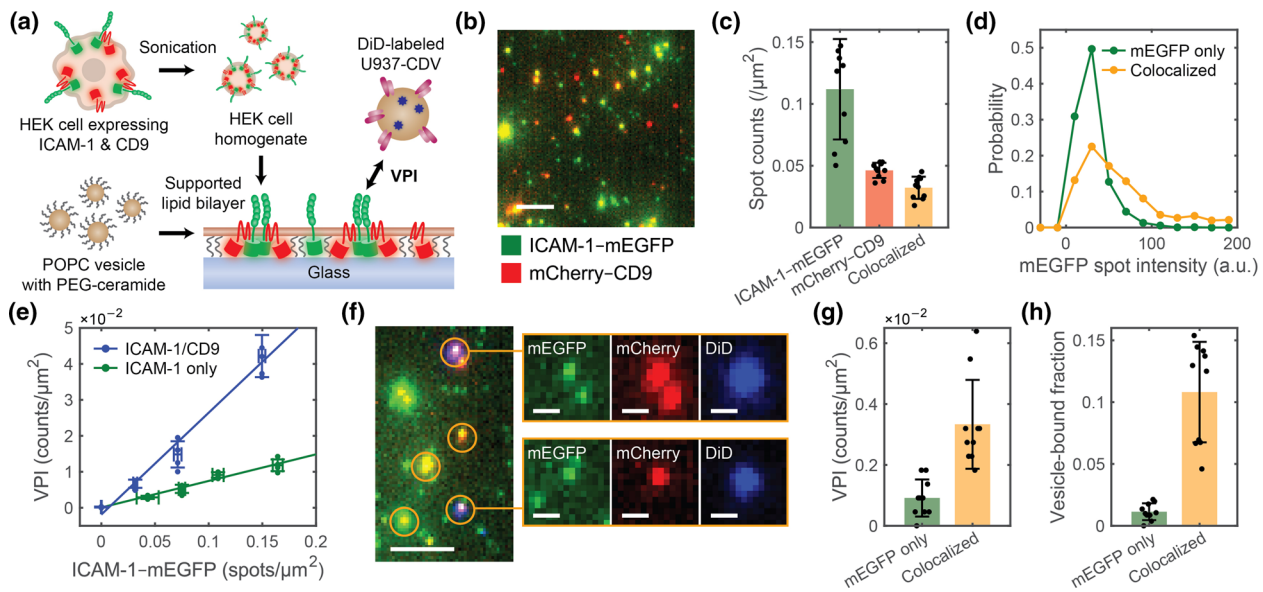 (a)
Sonication
DiD-labeled
U937-CDV
HEK cell expressing
ICAM-1 & CD9
HEK cell
homogenate
VPI
Supported
lipid bilayer
POPC vesicle
with PEG-ceramide
Glass
(b)
ICAM-1–mEGFP
mCherry–CD9
(c)
Spot counts (/μm²)
0.15
0.1
0.05
0
ICAM-1–mEGFP
mCherry–CD9
Colocalized
(d)
Probability
0.5
0.4
0.3
0.2
0.1
0
mEGFP only
Colocalized
0
100
200
mEGFP spot intensity (a.u.)
(e)
×10⁻²
VPI (counts/μm²)
5
4
3
2
1
0
ICAM-1/CD9
ICAM-1 only
0
0.05
0.1
0.15
0.2
ICAM-1–mEGFP (spots/μm²)
(f)
mEGFP
mCherry
DiD
mEGFP
mCherry
DiD
(g)
×10⁻²
VPI (counts/μm²)
0.6
0.4
0.2
0
mEGFP only
Colocalized
(h)
Vesicle-bound fraction
0.15
0.1
0.05
0
mEFP only
Colocalized